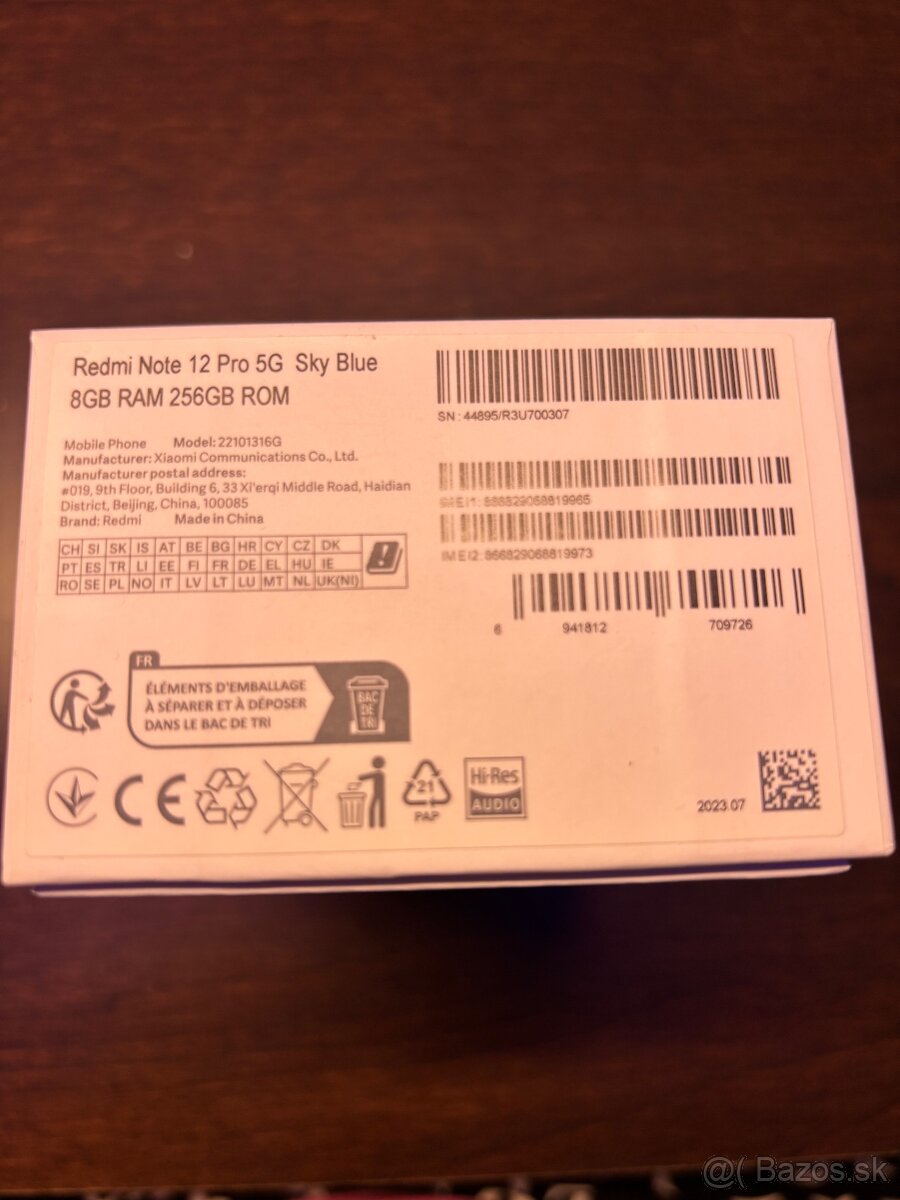 Redmi Note 12 Pro 5G Sky Blue
8GB RAM 256GB ROM
Mobile Phone Model: 22101316G
Manufacturer: Xiaomi Communications Co., Ltd.
Manufacturer postal address:
#019, 9th Floor, Building 6, 33 Xi'erqi Middle Road, Haidian
District, Beijing, China, 100085
Brand: Redmi Made in China
CH SI SK IS AT BE BG HR CY CZ DK
PT ES TR LI EE FI FR DE EL HU IE
RO SE PL NO IT LV LT LU MT NL UK(NI)
SN : 44895/R3U700307
IMEI2: 866829068819973
6 941812 709726
FR
ÉLÉMENTS D'EMBALLAGE
À SÉPARER ET À DÉPOSER
DANS LE BAC DE TRI
BAC
DE
TRI
CE
21
PAP
Hi-Res
AUDIO
2023.07
@( Bazos.sk